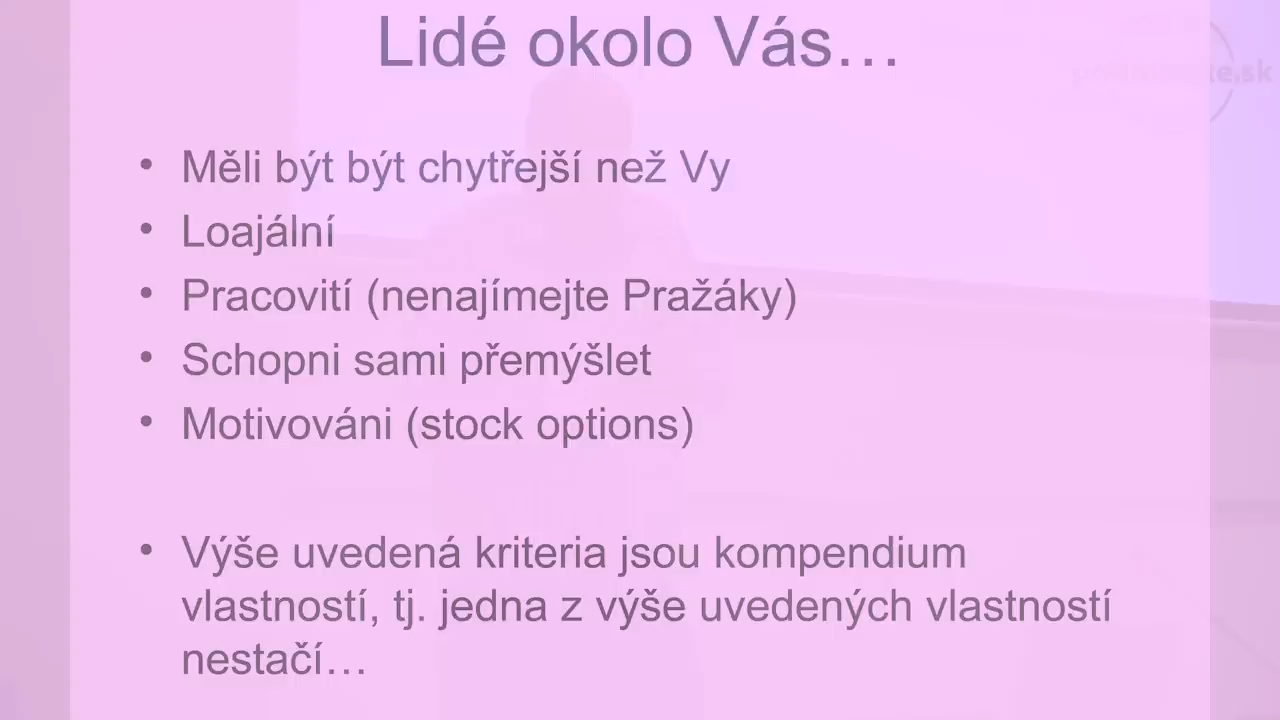 Lidé okolo Vás…
• Měli být být chytřejší než Vy
• Loajální
• Pracovití (nenajímejte Pražáky)
• Schopni sami přemýšlet
• Motivováni (stock options)
• Výše uvedená kriteria jsou kompendium
vlastností, tj. jedna z výše uvedených vlastností
nestačí…